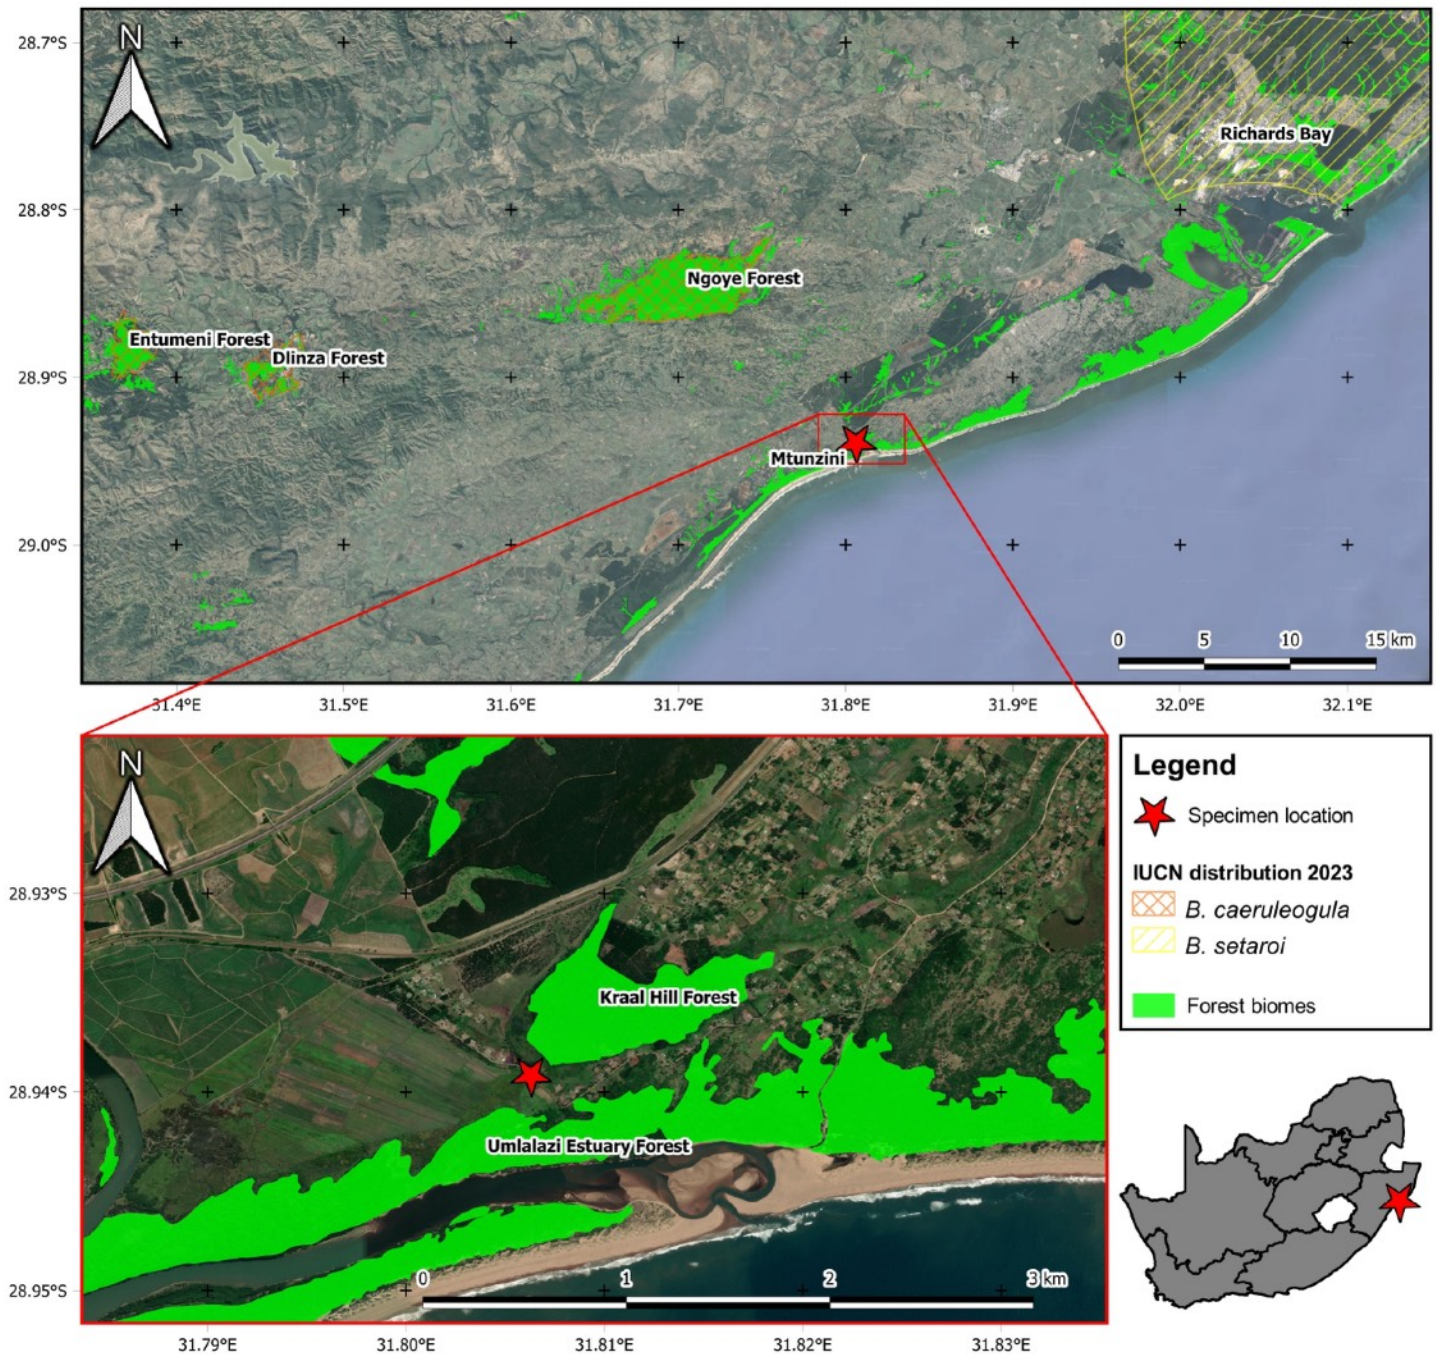 N
28.7°S
28.8°S
28.9°S
29.0°S
Richards Bay
Ngoye Forest
Entumeni Forest
Dlinza Forest
Mtunzini
0 5 10 15 km
31.4°E 31.5°E 31.6°E 31.7°E 31.8°E 31.9°E 32.0°E 32.1°E
N
28.93°S
28.94°S
28.95°S
Kraal Hill Forest
Umlalazi Estuary Forest
0 1 2 3 km
31.79°E 31.80°E 31.81°E 31.82°E 31.83°E
Legend
Specimen location
IUCN distribution 2023
B. caeruleogula
B. setaroi
Forest biomes